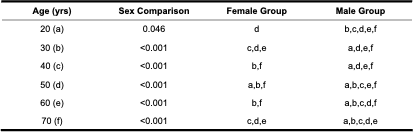 Age (yrs) Sex Comparison Female Group Male Group
20 (a) 0.046 d b,c,d,e,f
30 (b) <0.001 c,d,e a,d,e,f
40 (c) <0.001 b,f a,d,e,f
50 (d) <0.001 a,b,f a,b,c,e,f
60 (e) <0.001 b,f a,b,c,d,f
70 (f) <0.001 c,d,e a,b,c,d,e